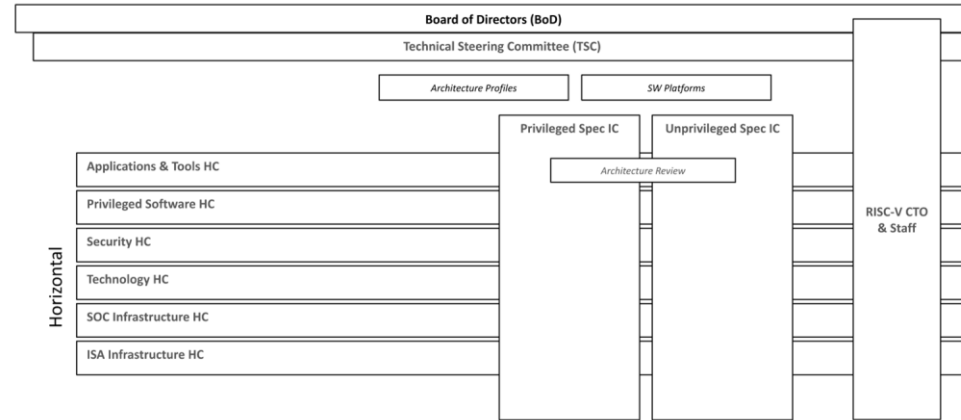 Board of Directors (BoD)
Technical Steering Committee (TSC)
Architecture Profiles
SW Platforms
Privileged Spec IC
Unprivileged Spec IC
Applications & Tools HC
Architecture Review
Privileged Software HC
RISC-V CTO
& Staff
Security HC
Technology HC
SOC Infrastructure HC
ISA Infrastructure HC
Horizontal